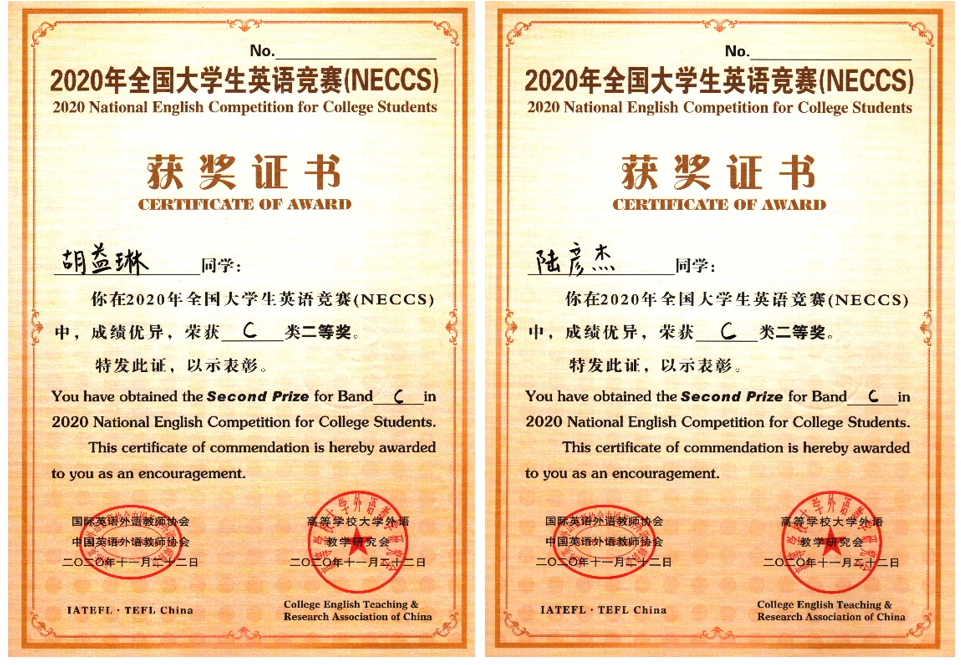 No.
2020年全国大学生英语竞赛(NECCS)
2020 National English Competition for College Students
获奖证书
CERTIFICATE OF AWARD
胡益琳 同学：
你在2020年全国大学生英语竞赛(NECCS)
中，成绩优异，荣获 C 类二等奖。
特发此证，以示表彰。
You have obtained the Second Prize for Band C in
2020 National English Competition for College Students.
This certificate of commendation is hereby awarded
to you as an encouragement.
国际英语外语教师协会
中国英语外语教师协会
二〇二〇年十一月二十二日
IATEFL · TEFL China
高等学校大学外语
教学研究会
二〇二〇年十一月二十二日
College English Teaching &
Research Association of China
No.
2020年全国大学生英语竞赛(NECCS)
2020 National English Competition for College Students
获奖证书
CERTIFICATE OF AWARD
陆彦杰 同学：
你在2020年全国大学生英语竞赛(NECCS)
中，成绩优异，荣获 C 类二等奖。
特发此证，以示表彰。
You have obtained the Second Prize for Band C in
2020 National English Competition for College Students.
This certificate of commendation is hereby awarded
to you as an encouragement.
国际英语外语教师协会
中国英语外语教师协会
二〇二〇年十一月二十二日
IATEFL · TEFL China
高等学校大学外语
教学研究会
二〇二〇年十一月二十二日
College English Teaching &
Research Association of China